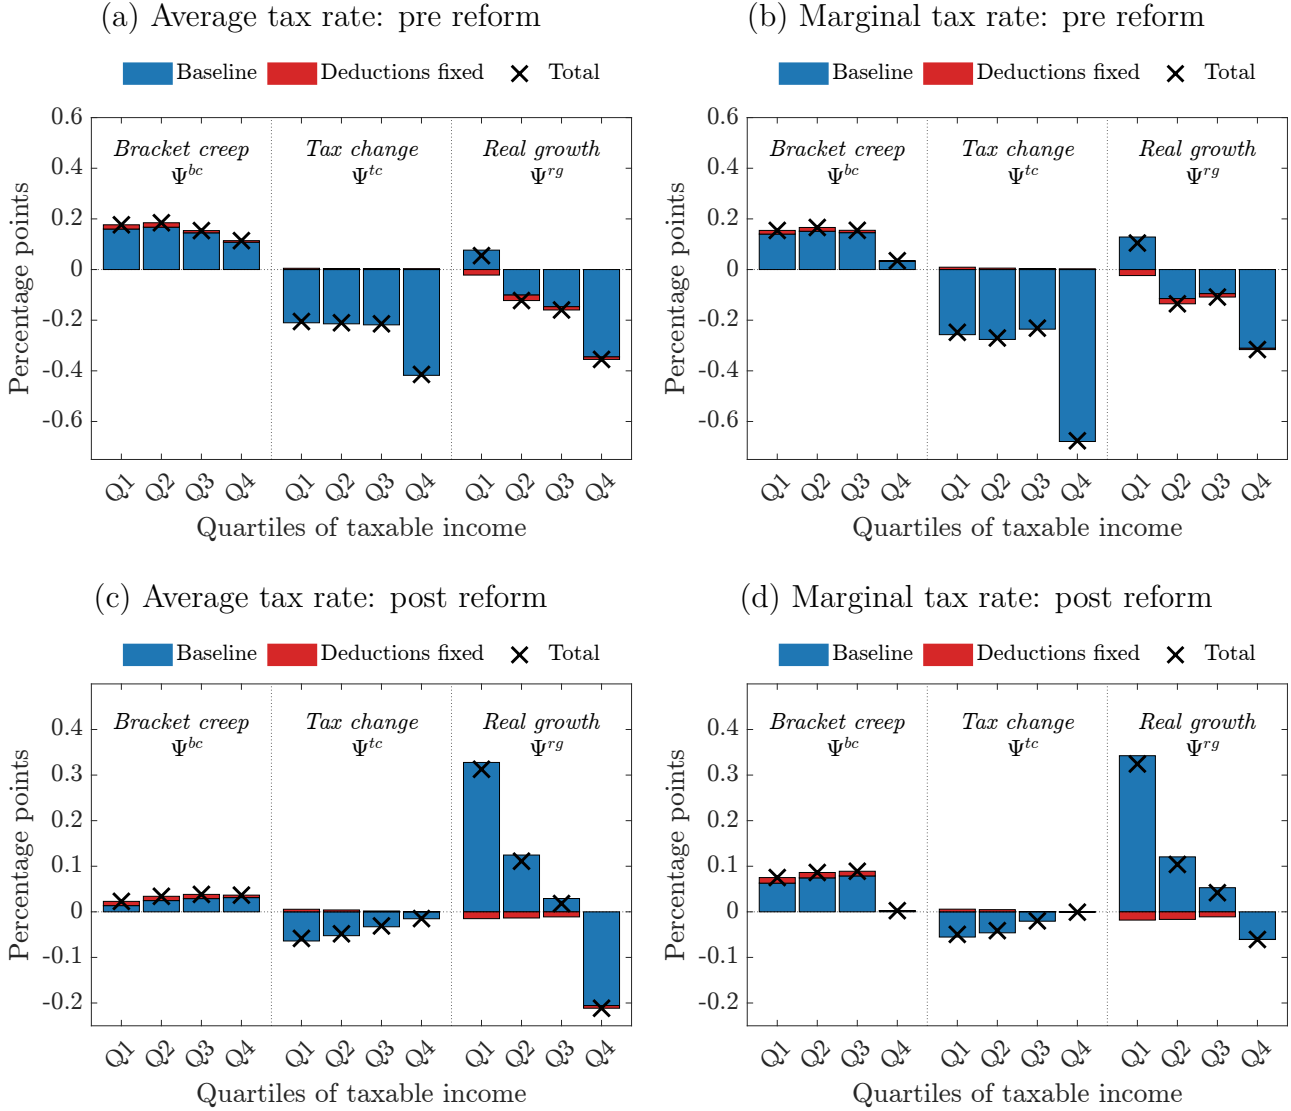 (a) Average tax rate: pre reform
Baseline Deductions fixed Total
0.6
0.4
0.2
0
-0.2
-0.4
-0.6
Percentage points
Bracket creep Tax change Real growth
Ψ^bc Ψ^tc Ψ^rg
Q1 Q2 Q3 Q4 Q1 Q2 Q3 Q4 Q1 Q2 Q3 Q4
Quartiles of taxable income
(b) Marginal tax rate: pre reform
Baseline Deductions fixed Total
0.6
0.4
0.2
0
-0.2
-0.4
-0.6
Percentage points
Bracket creep Tax change Real growth
Ψ^bc Ψ^tc Ψ^rg
Q1 Q2 Q3 Q4 Q1 Q2 Q3 Q4 Q1 Q2 Q3 Q4
Quartiles of taxable income
(c) Average tax rate: post reform
Baseline Deductions fixed Total
0.4
0.3
0.2
0.1
0
-0.1
-0.2
Percentage points
Bracket creep Tax change Real growth
Ψ^bc Ψ^tc Ψ^rg
Q1 Q2 Q3 Q4 Q1 Q2 Q3 Q4 Q1 Q2 Q3 Q4
Quartiles of taxable income
(d) Marginal tax rate: post reform
Baseline Deductions fixed Total
0.4
0.3
0.2
0.1
0
-0.1
-0.2
Percentage points
Bracket creep Tax change Real growth
Ψ^bc Ψ^tc Ψ^rg
Q1 Q2 Q3 Q4 Q1 Q2 Q3 Q4 Q1 Q2 Q3 Q4
Quartiles of taxable income